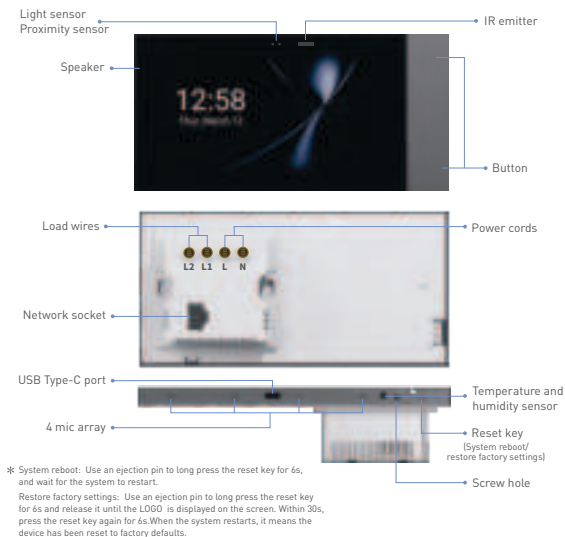 Light sensor
Proximity sensor
IR emitter
Speaker
12:58
Button
Load wires
Power cords
L2 L1 L N
Network socket
USB Type-C port
Temperature and
humidity sensor
4 mic array
Reset key
(System reboot/
restore factory settings)
Screw hole
* System reboot: Use an ejection pin to long press the reset key for 6s,
and wait for the system to restart.
Restore factory settings: Use an ejection pin to long press the reset key
for 6s and release it until the LOGO is displayed on the screen. Within 30s,
press the reset key again for 6s.When the system restarts, it means the
device has been reset to factory defaults.